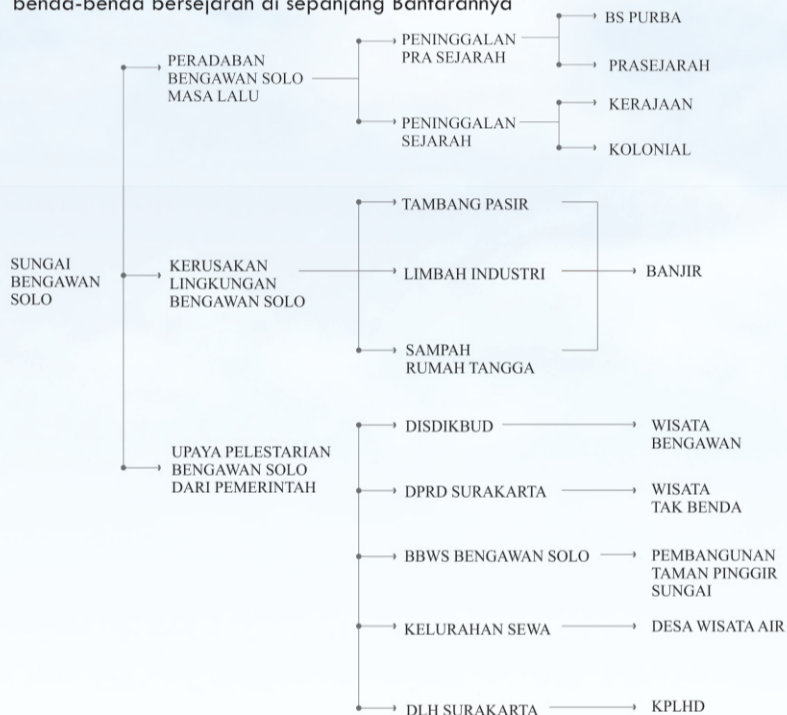 benda-benda bersejarah di sepanjang Bantarannya
SUNGAI
BENGAWAN
SOLO
PERADABAN
BENGAWAN SOLO
MASA LALU
PENINGGALAN
PRA SEJARAH
BS PURBA
PRASEJARAH
PENINGGALAN
SEJARAH
KERAJAAN
KOLONIAL
KERUSAKAN
LINGKUNGAN
BENGAWAN SOLO
TAMBANG PASIR
LIMBAH INDUSTRI
SAMPAH
RUMAH TANGGA
BANJIR
UPAYA PELESTARIAN
BENGAWAN SOLO
DARI PEMERINTAH
DISDIKBUD
WISATA
BENGAWAN
DPRD SURAKARTA
WISATA
TAK BENDA
BBWS BENGAWAN SOLO
PEMBANGUNAN
TAMAN PINGGIR
SUNGAI
KELURAHAN SEWA
DESA WISATA AIR
DLH SURAKARTA
KPLHD